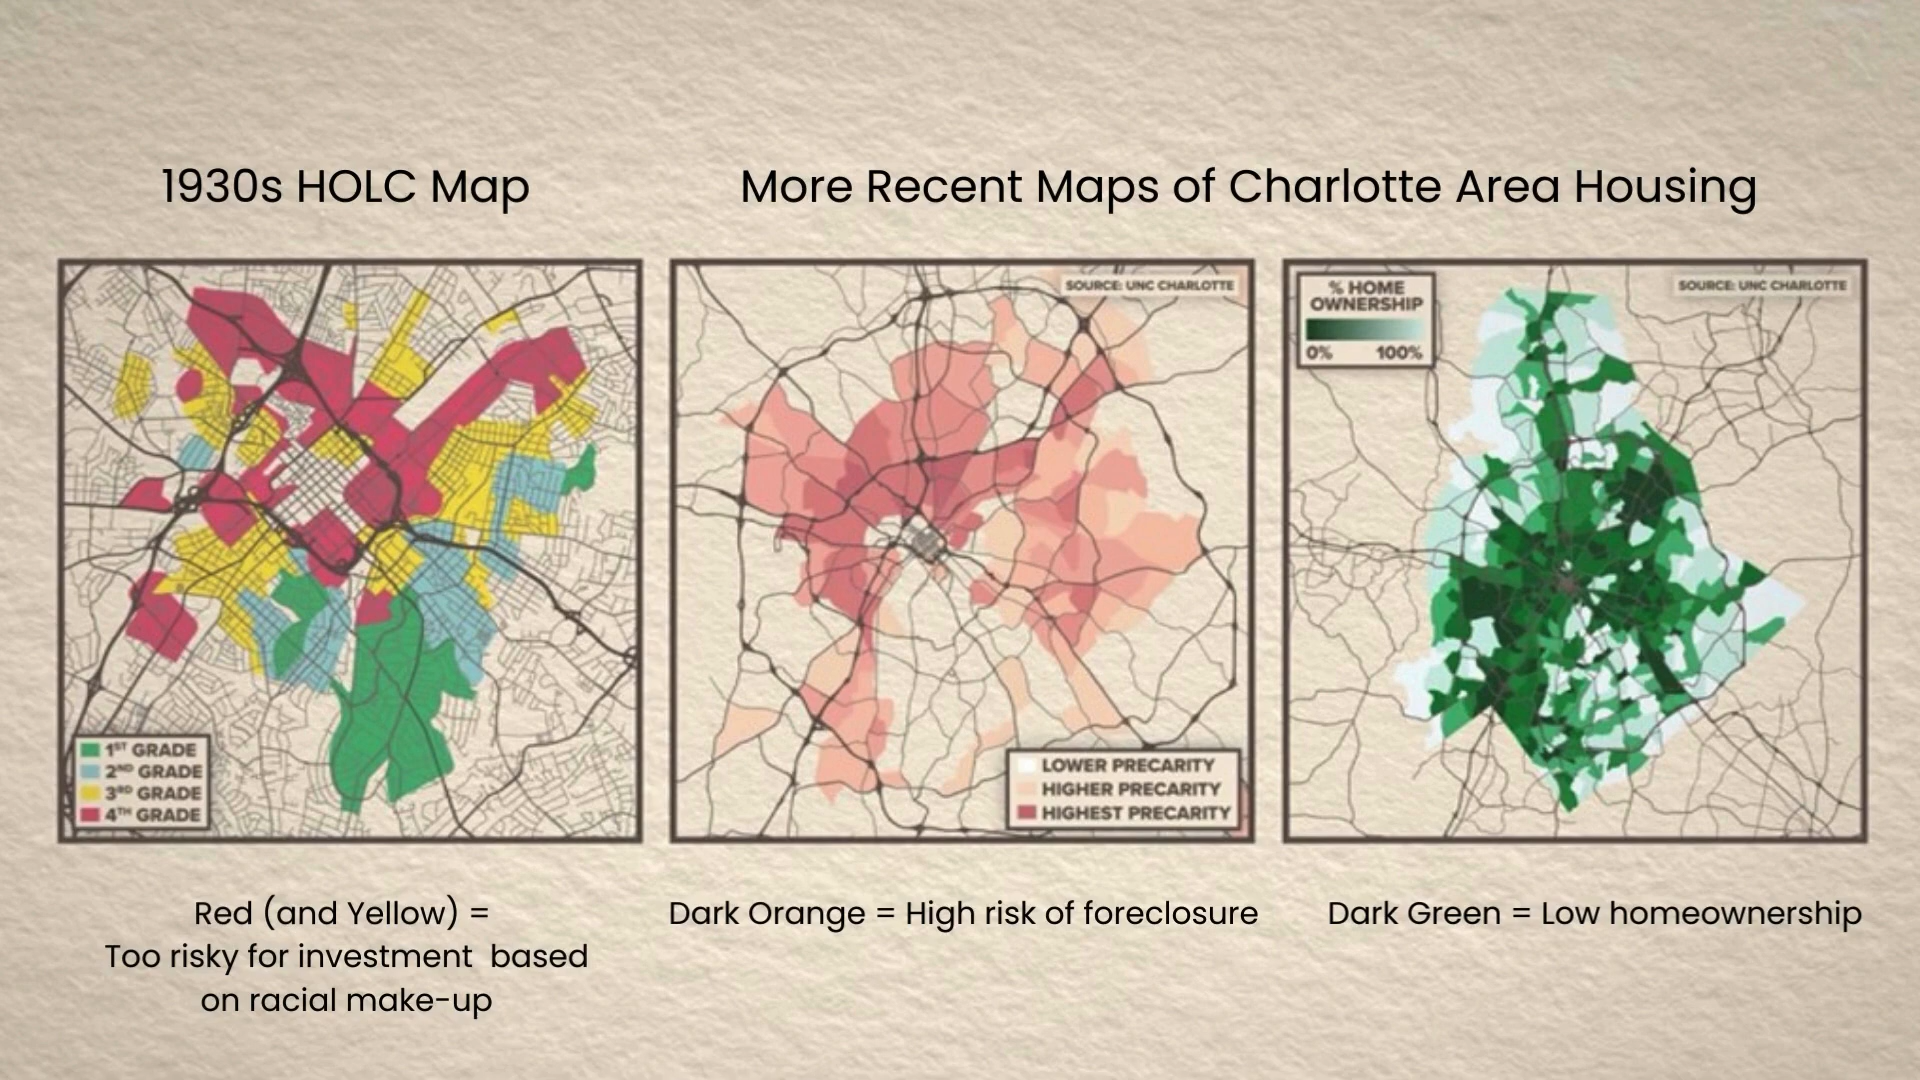 1930s HOLC Map
More Recent Maps of Charlotte Area Housing
1ST GRADE
2ND GRADE
3RD GRADE
4TH GRADE
SOURCE: UNC CHARLOTTE
LOWER PRECARITY
HIGHER PRECARITY
HIGHEST PRECARITY
% HOME
OWNERSHIP
0% 100%
SOURCE: UNC CHARLOTTE
Red (and Yellow) =
Too risky for investment based
on racial make-up
Dark Orange = High risk of foreclosure
Dark Green = Low homeownership